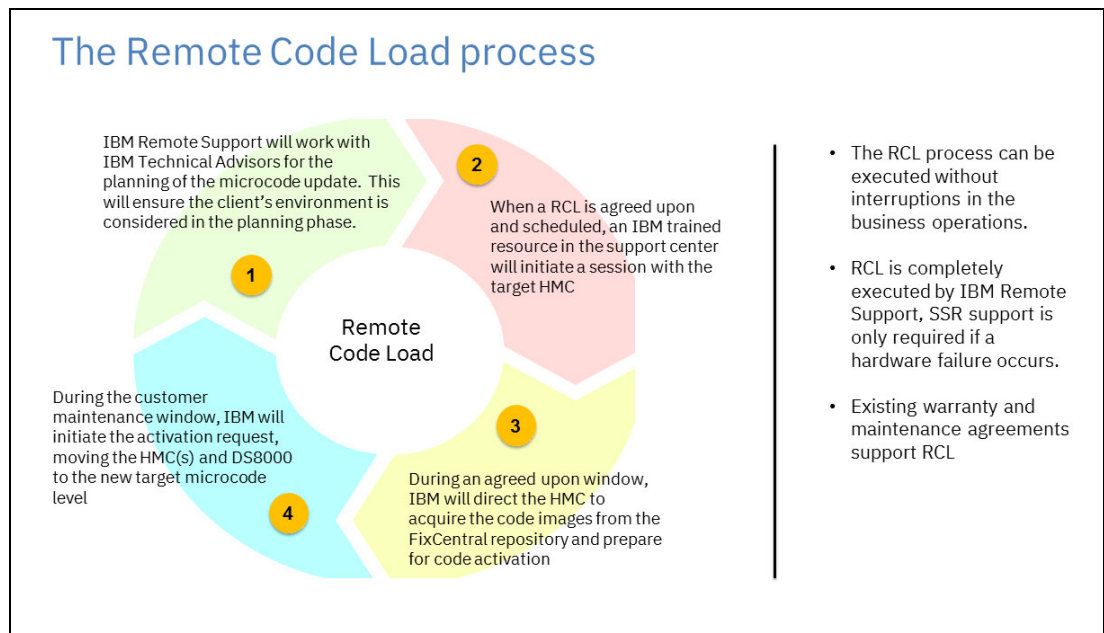 The Remote Code Load process
IBM Remote Support will work with
IBM Technical Advisors for the
planning of the microcode update. This
will ensure the client's environment is
considered in the planning phase.
1
2
When a RCL is agreed upon
and scheduled, an IBM trained
resource in the support center
will initiate a session with the
target HMC
Remote
Code Load
3
During an agreed upon window,
IBM will direct the HMC to
acquire the code images from the
FixCentral repository and prepare
for code activation
During the customer
maintenance window, IBM will
initiate the activation request,
moving the HMC(s) and DS8000
to the new target microcode
level
4
• The RCL process can be
executed without
interruptions in the
business operations.
• RCL is completely
executed by IBM Remote
Support, SSR support is
only required if a
hardware failure occurs.
• Existing warranty and
maintenance agreements
support RCL